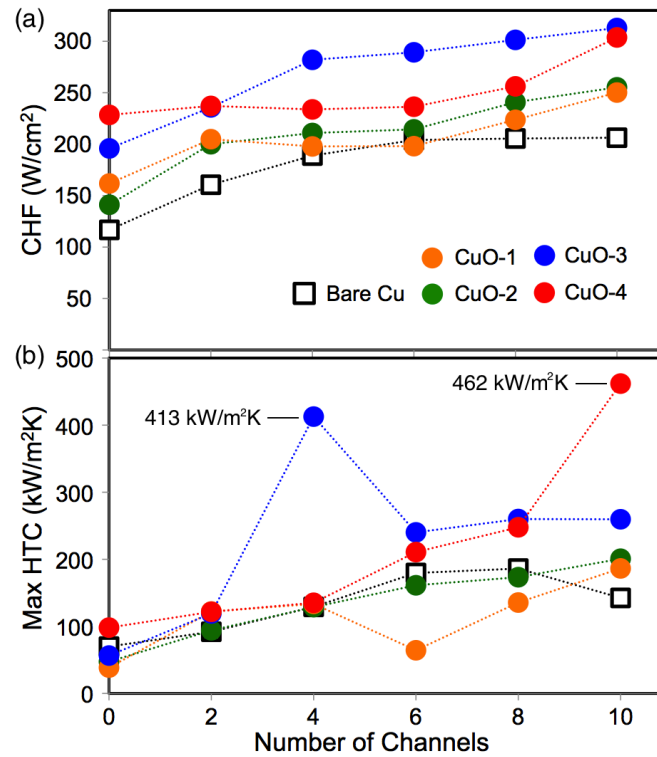 (a)
300
250
200
150
100
50
CHF (W/cm²)
CuO-1
CuO-3
Bare Cu
CuO-2
CuO-4
(b)
500
400
300
200
100
0
Max HTC (kW/m²K)
413 kW/m²K
462 kW/m²K
0 2 4 6 8 10
Number of Channels